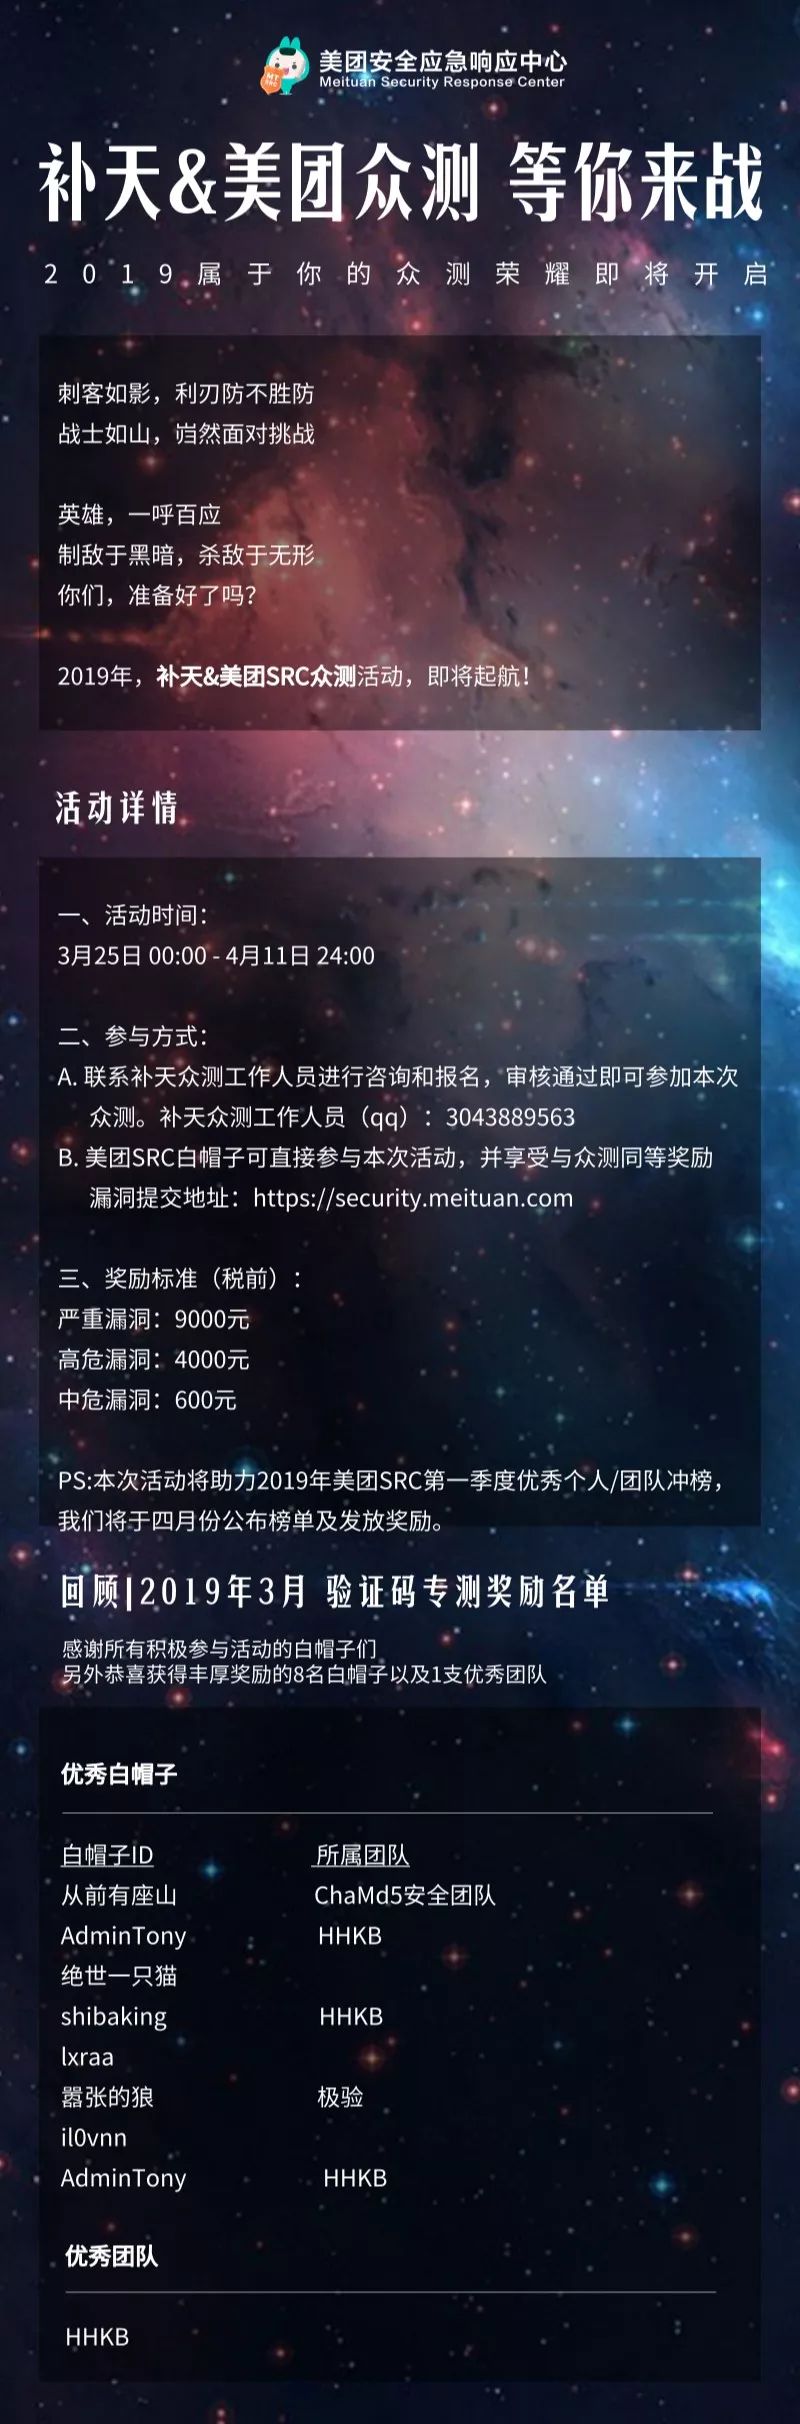 美团安全应急响应中心
Meituan Security Response Center
MT
SRC
补天&美团众测 等你来战
2019属于你的众测荣耀即将开启
刺客如影，利刃防不胜防
战士如山，岿然面对挑战
英雄，一呼百应
制敌于黑暗，杀敌于无形
你们，准备好了吗？
2019年，补天&美团SRC众测活动，即将起航！
活动详情
一、活动时间：
3月25日 00:00 - 4月11日 24:00
二、参与方式：
A. 联系补天众测工作人员进行咨询和报名，审核通过即可参加本次
众测。补天众测工作人员（qq）：3043889563
B. 美团SRC白帽子可直接参与本次活动，并享受与众测同等奖励
漏洞提交地址：https://security.meituan.com
三、奖励标准（税前）：
严重漏洞：9000元
高危漏洞：4000元
中危漏洞：600元
PS:本次活动将助力2019年美团SRC第一季度优秀个人/团队冲榜，
我们将于四月份公布榜单及发放奖励。
回顾|2019年3月 验证码专测奖励名单
感谢所有积极参与活动的白帽子们
另外恭喜获得丰厚奖励的8名白帽子以及1支优秀团队
优秀白帽子
白帽子ID 所属团队
从前有座山 ChaMd5安全团队
AdminTony HHKB
绝世一只猫
shibaking HHKB
lxraa
嚣张的狼 极验
il0vnn
AdminTony HHKB
优秀团队
HHKB